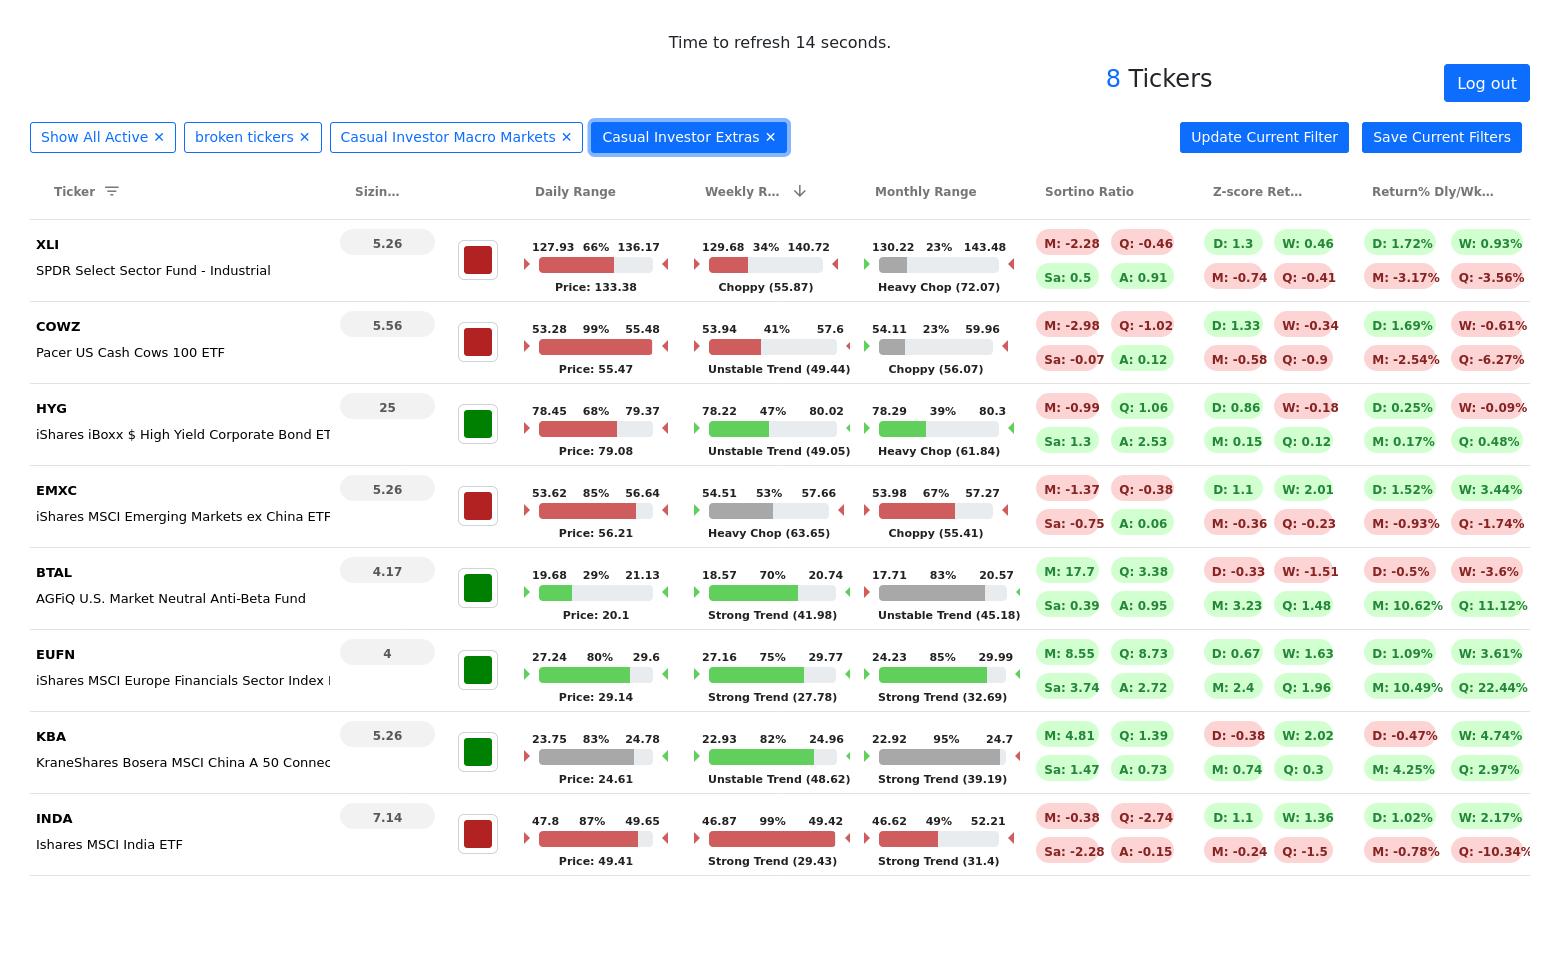 Time to refresh 14 seconds.
8 Tickers
Log out
Show All Active ✕ broken tickers ✕ Casual Investor Macro Markets ✕ Casual Investor Extras ✕ Update Current Filter Save Current Filters
Ticker Sizin... Daily Range Weekly R... Monthly Range Sortino Ratio Z-score Ret... Return% Dly/Wk...
XLI 5.26 127.93 66% 136.17 129.68 34% 140.72 130.22 23% 143.48 M: -2.28 Q: -0.46 D: 1.3 W: 0.46 D: 1.72% W: 0.93%
SPDR Select Sector Fund - Industrial Price: 133.38 Choppy (55.87) Heavy Chop (72.07) Sa: 0.5 A: 0.91 M: -0.74 Q: -0.41 M: -3.17% Q: -3.56%
COWZ 5.56 53.28 99% 55.48 53.94 41% 57.6 54.11 23% 59.96 M: -2.98 Q: -1.02 D: 1.33 W: -0.34 D: 1.69% W: -0.61%
Pacer US Cash Cows 100 ETF Price: 55.47 Unstable Trend (49.44) Choppy (56.07) Sa: -0.07 A: 0.12 M: -0.58 Q: -0.9 M: -2.54% Q: -6.27%
HYG 25 78.45 68% 79.37 78.22 47% 80.02 78.29 39% 80.3 M: -0.99 Q: 1.06 D: 0.86 W: -0.18 D: 0.25% W: -0.09%
iShares iBoxx $ High Yield Corporate Bond ET Price: 79.08 Unstable Trend (49.05) Heavy Chop (61.84) Sa: 1.3 A: 2.53 M: 0.15 Q: 0.12 M: 0.17% Q: 0.48%
EMXC 5.26 53.62 85% 56.64 54.51 53% 57.66 53.98 67% 57.27 M: -1.37 Q: -0.38 D: 1.1 W: 2.01 D: 1.52% W: 3.44%
iShares MSCI Emerging Markets ex China ETF Price: 56.21 Heavy Chop (63.65) Choppy (55.41) Sa: -0.75 A: 0.06 M: -0.36 Q: -0.23 M: -0.93% Q: -1.74%
BTAL 4.17 19.68 29% 21.13 18.57 70% 20.74 17.71 83% 20.57 M: 17.7 Q: 3.38 D: -0.33 W: -1.51 D: -0.5% W: -3.6%
AGFiQ U.S. Market Neutral Anti-Beta Fund Price: 20.1 Strong Trend (41.98) Unstable Trend (45.18) Sa: 0.39 A: 0.95 M: 3.23 Q: 1.48 M: 10.62% Q: 11.12%
EUFN 4 27.24 80% 29.6 27.16 75% 29.77 24.23 85% 29.99 M: 8.55 Q: 8.73 D: 0.67 W: 1.63 D: 1.09% W: 3.61%
iShares MSCI Europe Financials Sector Index Price: 29.14 Strong Trend (27.78) Strong Trend (32.69) Sa: 3.74 A: 2.72 M: 2.4 Q: 1.96 M: 10.49% Q: 22.44%
KBA 5.26 23.75 83% 24.78 22.93 82% 24.96 22.92 95% 24.7 M: 4.81 Q: 1.39 D: -0.38 W: 2.02 D: -0.47% W: 4.74%
KraneShares Bosera MSCI China A 50 Connec Price: 24.61 Unstable Trend (48.62) Strong Trend (39.19) Sa: 1.47 A: 0.73 M: 0.74 Q: 0.3 M: 4.25% Q: 2.97%
INDA 7.14 47.8 87% 49.65 46.87 99% 49.42 46.62 49% 52.21 M: -0.38 Q: -2.74 D: 1.1 W: 1.36 D: 1.02% W: 2.17%
Ishares MSCI India ETF Price: 49.41 Strong Trend (29.43) Strong Trend (31.4) Sa: -2.28 A: -0.15 M: -0.24 Q: -1.5 M: -0.78% Q: -10.34%